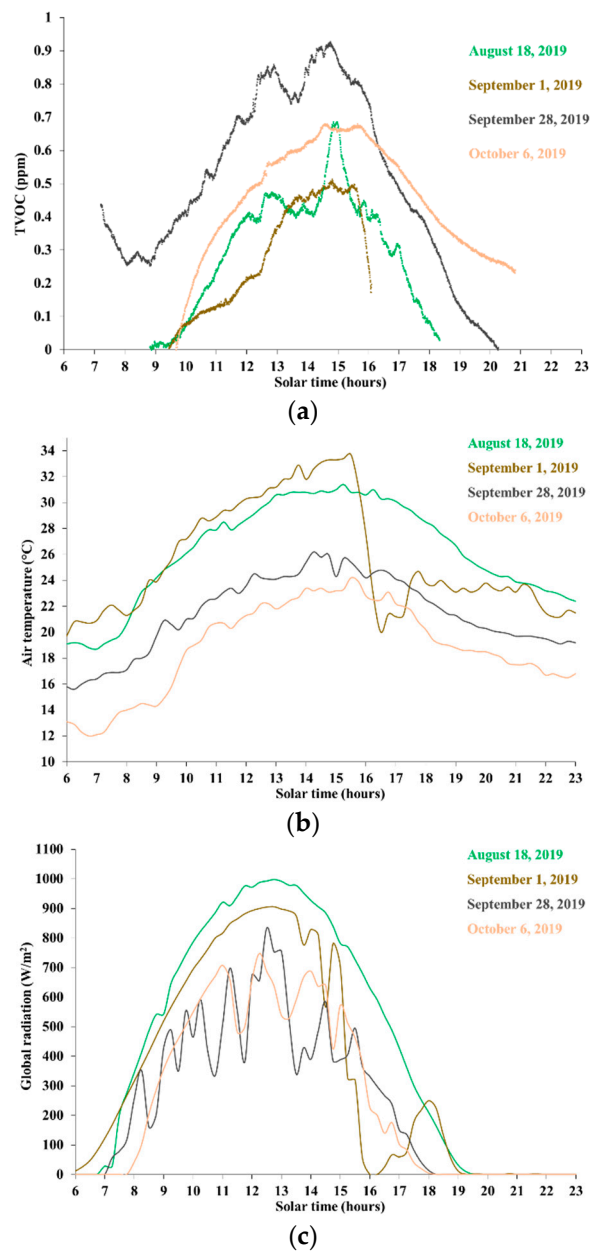 1
0.9
0.8
0.7
0.6
0.5
0.4
0.3
0.2
0.1
0
TVOC (ppm)
August 18, 2019
September 1, 2019
September 28, 2019
October 6, 2019
6 7 8 9 10 11 12 13 14 15 16 17 18 19 20 21 22 23
Solar time (hours)
(a)
34
32
30
28
26
24
22
20
18
16
14
12
10
Air temperature (°C)
August 18, 2019
September 1, 2019
September 28, 2019
October 6, 2019
6 7 8 9 10 11 12 13 14 15 16 17 18 19 20 21 22 23
Solar time (hours)
(b)
1100
1000
900
800
700
600
500
400
300
200
100
0
Global radiation (W/m²)
August 18, 2019
September 1, 2019
September 28, 2019
October 6, 2019
6 7 8 9 10 11 12 13 14 15 16 17 18 19 20 21 22 23
Solar time (hours)
(c)